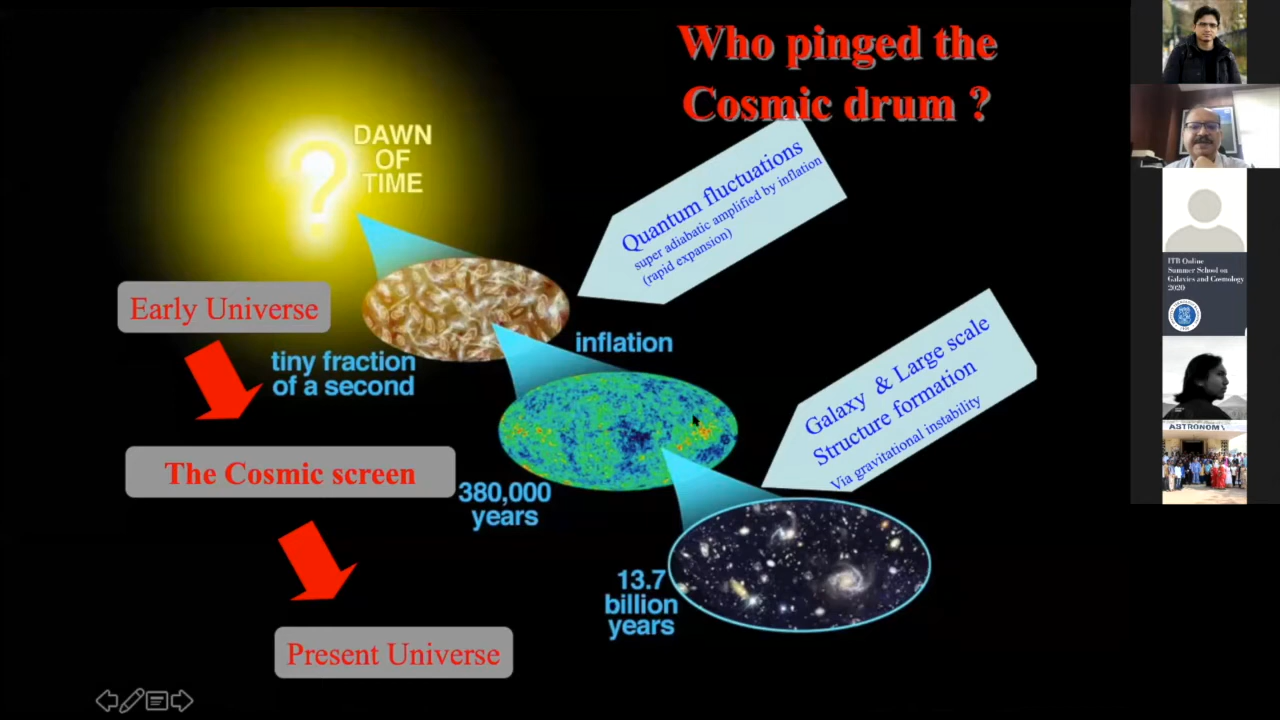 Who pinged the
Cosmic drum ?
?
DAWN
OF
TIME
Quantum fluctuations
super adiabatic amplified by inflation
(rapid expansion)
Early Universe
tiny fraction
of a second
inflation
Galaxy & Large scale
Structure formation
Via gravitational instability
The Cosmic screen
380,000
years
13.7
billion
years
Present Universe
ITB Online
Summer School on
Galaxies and Cosmology
2020
ASTRONOMY